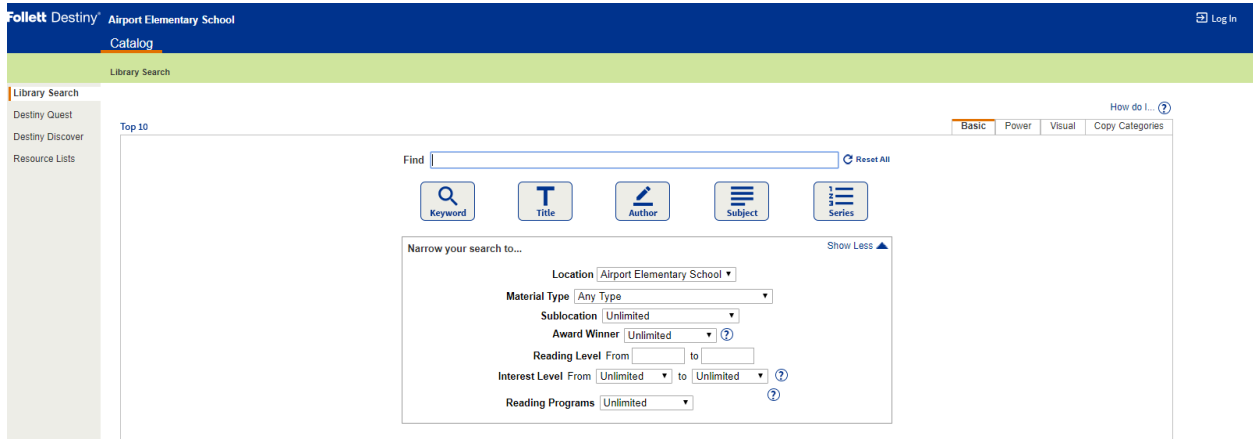 Follett Destiny® Airport Elementary School
Log In
Catalog
Library Search
Library Search
Destiny Quest
Destiny Discover
Resource Lists
How do I... ?
Top 10
Basic Power Visual Copy Categories
Find Reset All
Keyword Title Author Subject 1 2 3 Series
Narrow your search to... Show Less
Location Airport Elementary School
Material Type Any Type
Sublocation Unlimited
Award Winner Unlimited ?
Reading Level From to
Interest Level From Unlimited to Unlimited ?
Reading Programs Unlimited ?